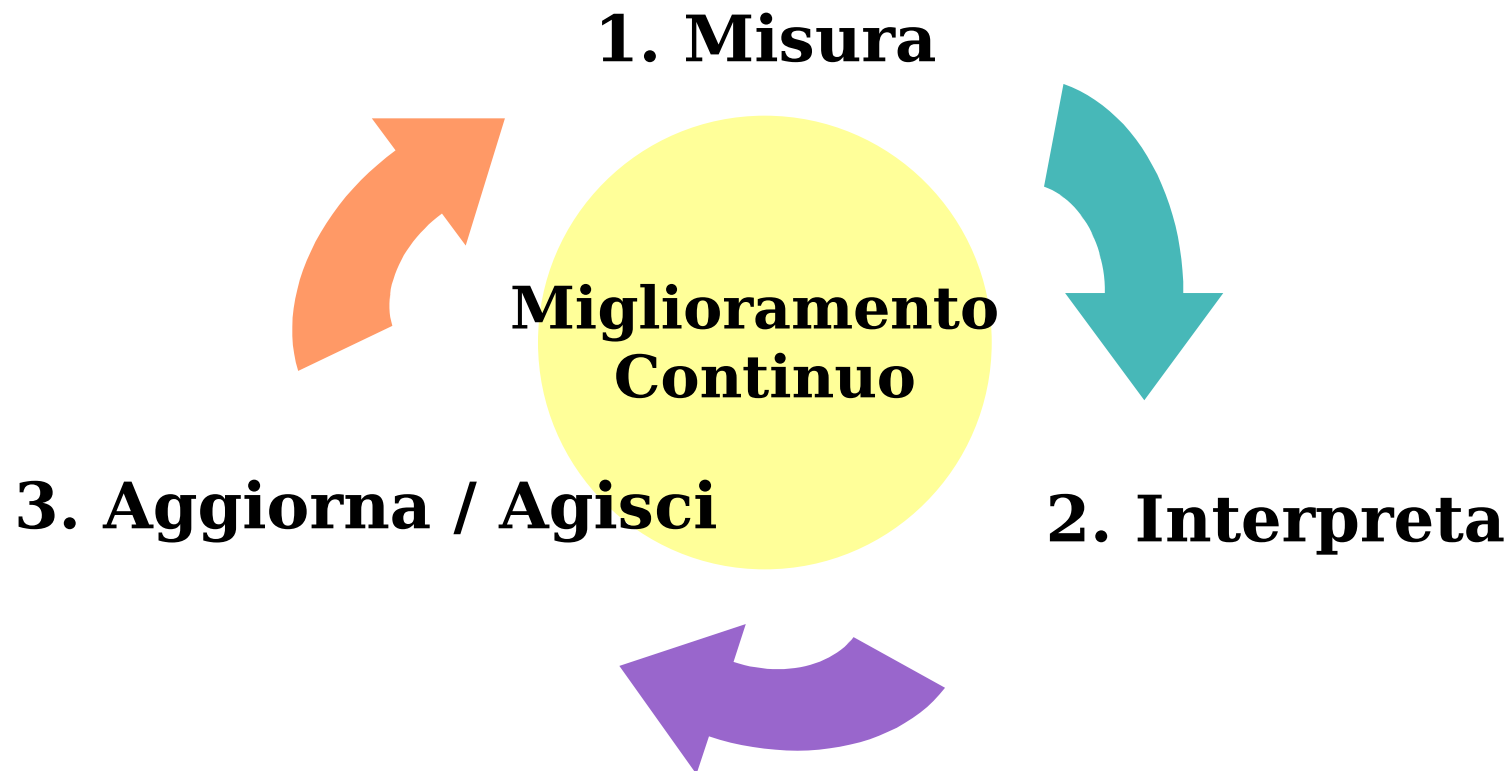 1. Misura
Miglioramento
Continuo
3. Aggiorna / Agisci
2. Interpreta